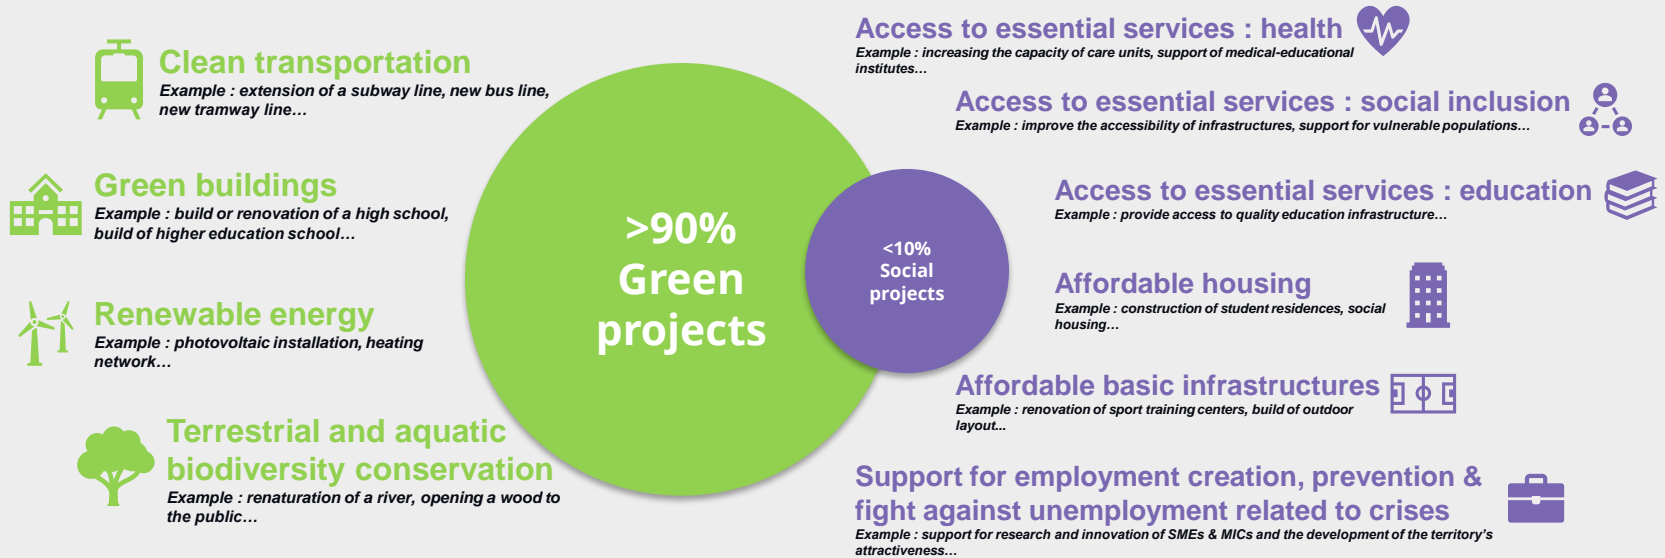 Clean transportation
Example : extension of a subway line, new bus line,
new tramway line…
Green buildings
Example : build or renovation of a high school,
build of higher education school…
Renewable energy
Example : photovoltaic installation, heating
network…
Terrestrial and aquatic
biodiversity conservation
Example : renaturation of a river, opening a wood to
the public…
>90%
Green
projects
<10%
Social
projects
Access to essential services : health
Example : increasing the capacity of care units, support of medical-educational
institutes…
Access to essential services : social inclusion
Example : improve the accessibility of infrastructures, support for vulnerable populations…
Access to essential services : education
Example : provide access to quality education infrastructure…
Affordable housing
Example : construction of student residences, social
housing…
Affordable basic infrastructures
Example : renovation of sport training centers, build of outdoor
layout...
Support for employment creation, prevention &
fight against unemployment related to crises
Example : support for research and innovation of SMEs & MICs and the development of the territory's
attractiveness…